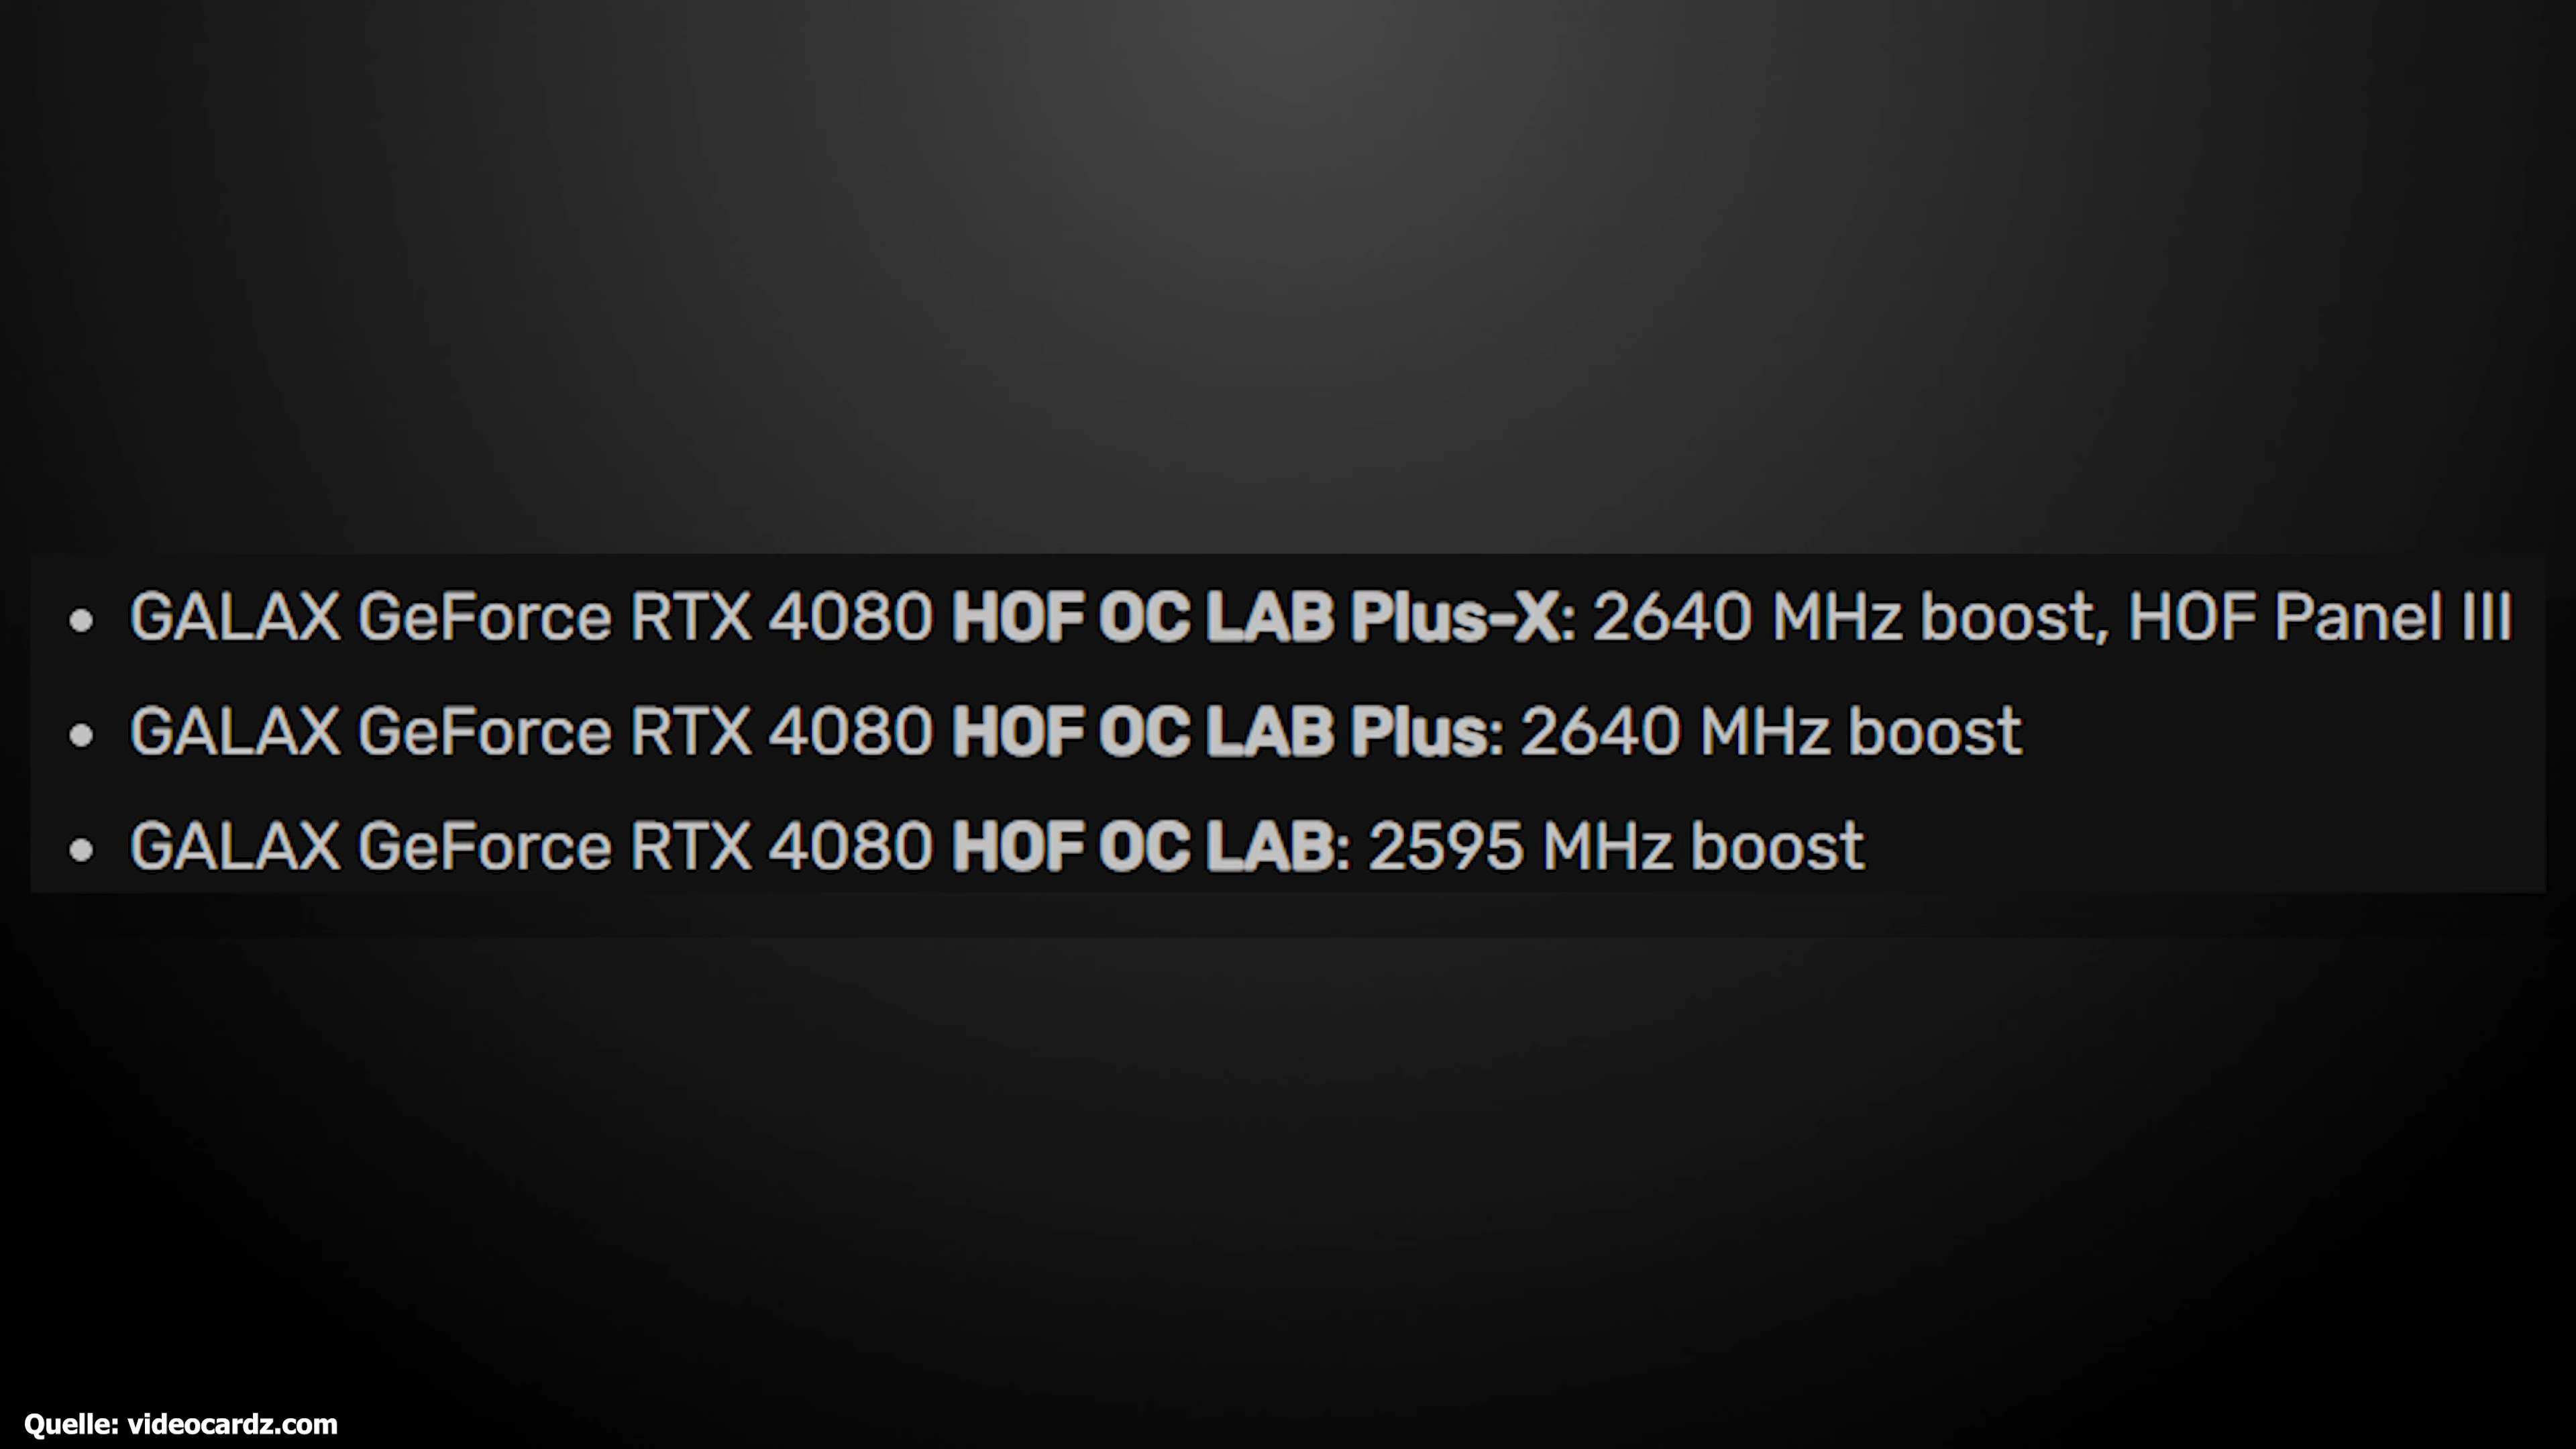 • GALAX GeForce RTX 4080 HOF OC LAB Plus-X: 2640 MHz boost, HOF Panel III
• GALAX GeForce RTX 4080 HOF OC LAB Plus: 2640 MHz boost
• GALAX GeForce RTX 4080 HOF OC LAB: 2595 MHz boost
Quelle: videocardz.com